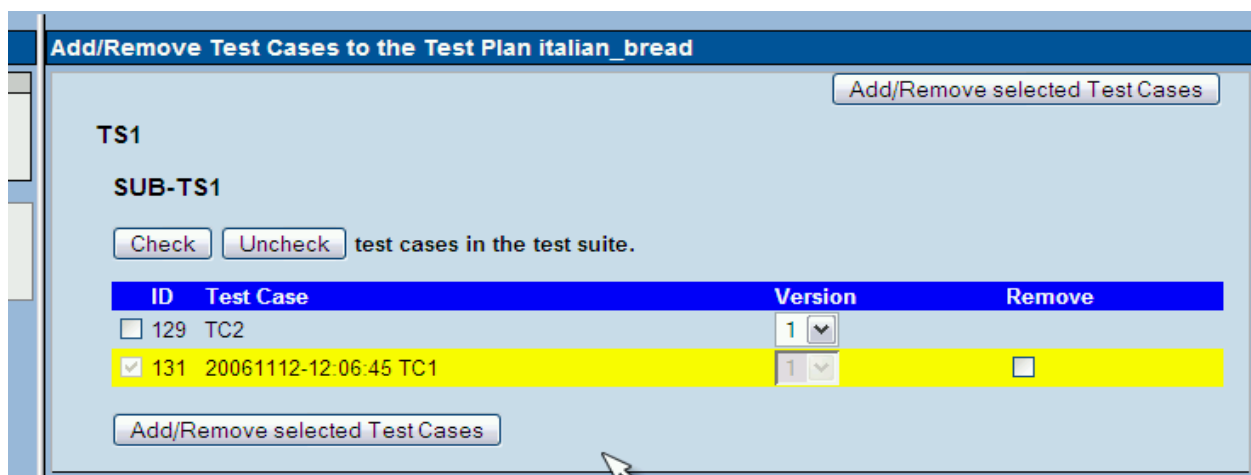 Add/Remove Test Cases to the Test Plan italian_bread
Add/Remove selected Test Cases
TS1
SUB-TS1
Check Uncheck test cases in the test suite.
ID Test Case Version Remove
129 TC2 1
131 20061112-12:06:45 TC1 1
Add/Remove selected Test Cases